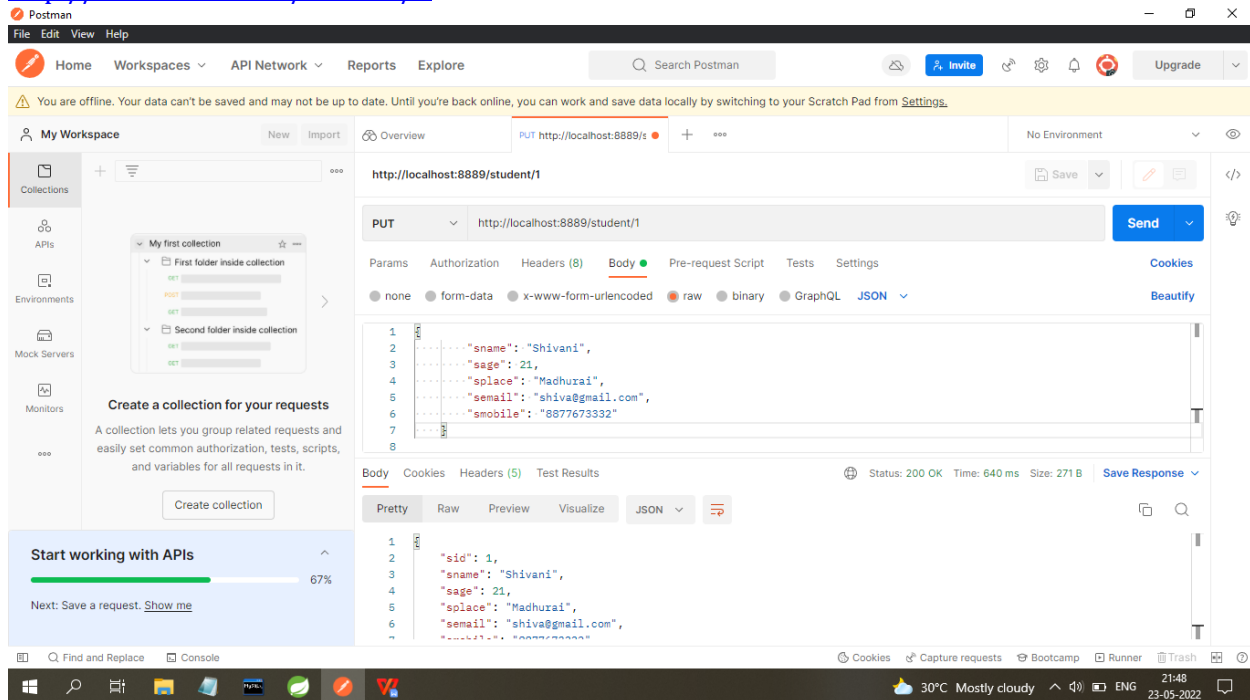 Postman
File Edit View Help
Home Workspaces API Network Reports Explore Search Postman Invite Upgrade
You are offline. Your data can't be saved and may not be up to date. Until you're back online, you can work and save data locally by switching to your Scratch Pad from Settings.
My Workspace New Import Overview PUT http://localhost:8889/s No Environment
Collections
http://localhost:8889/student/1 Save
APIs
PUT http://localhost:8889/student/1 Send
My first collection
First folder inside collection
GET
POST
GET
Second folder inside collection
GET
GET
Params Authorization Headers (8) Body Pre-request Script Tests Settings Cookies
Environments
none form-data x-www-form-urlencoded raw binary GraphQL JSON Beautify
Mock Servers
Monitors
1 {
2 "sname": "Shivani",
3 "sage": 21,
4 "splace": "Madhurai",
5 "semail": "shiva@gmail.com",
6 "smobile": "8877673332"
7 }
8
Create a collection for your requests
A collection lets you group related requests and
easily set common authorization, tests, scripts,
and variables for all requests in it.
Create collection
Body Cookies Headers (5) Test Results Status: 200 OK Time: 640 ms Size: 271 B Save Response
Pretty Raw Preview Visualize JSON
1 {
2 "sid": 1,
3 "sname": "Shivani",
4 "sage": 21,
5 "splace": "Madhurai",
6 "semail": "shiva@gmail.com",
Start working with APIs
67%
Next: Save a request. Show me
Find and Replace Console Cookies Capture requests Bootcamp Runner Trash
30°C Mostly cloudy ENG 21:48
23-05-2022